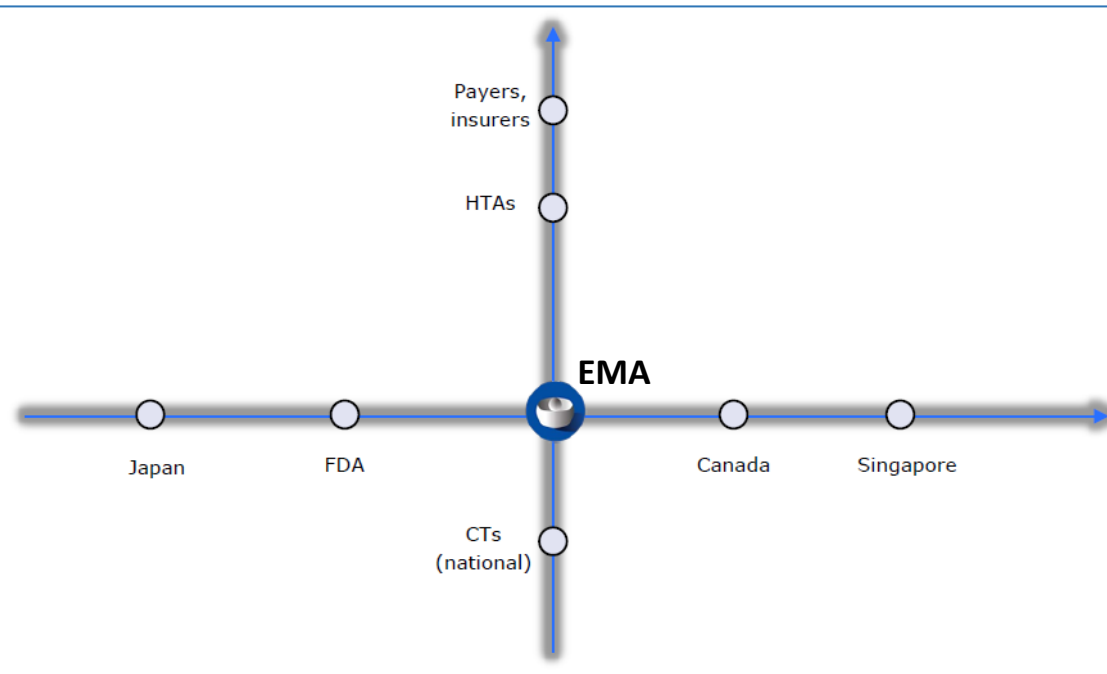 Payers,
insurers
HTAs
EMA
Japan
FDA
Canada
Singapore
CTs
(national)